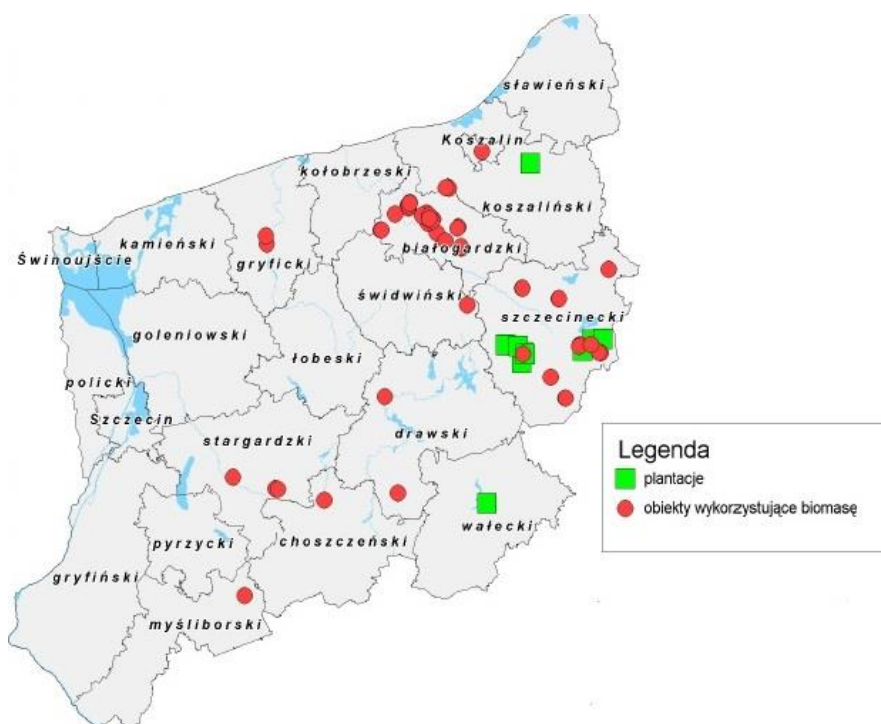 sławieński
Koszalin
kołobrzeski
koszaliński
kamieński
białogardzki
Świnoujście
gryficki
świdwiński
szczecinecki
goleniowski
łobeski
policki
Szczecin
stargardzki
drawski
wałecki
pyrzycki
choszczeński
gryfiński
myśliborski
Legenda
plantacje
obiekty wykorzystujące biomasę